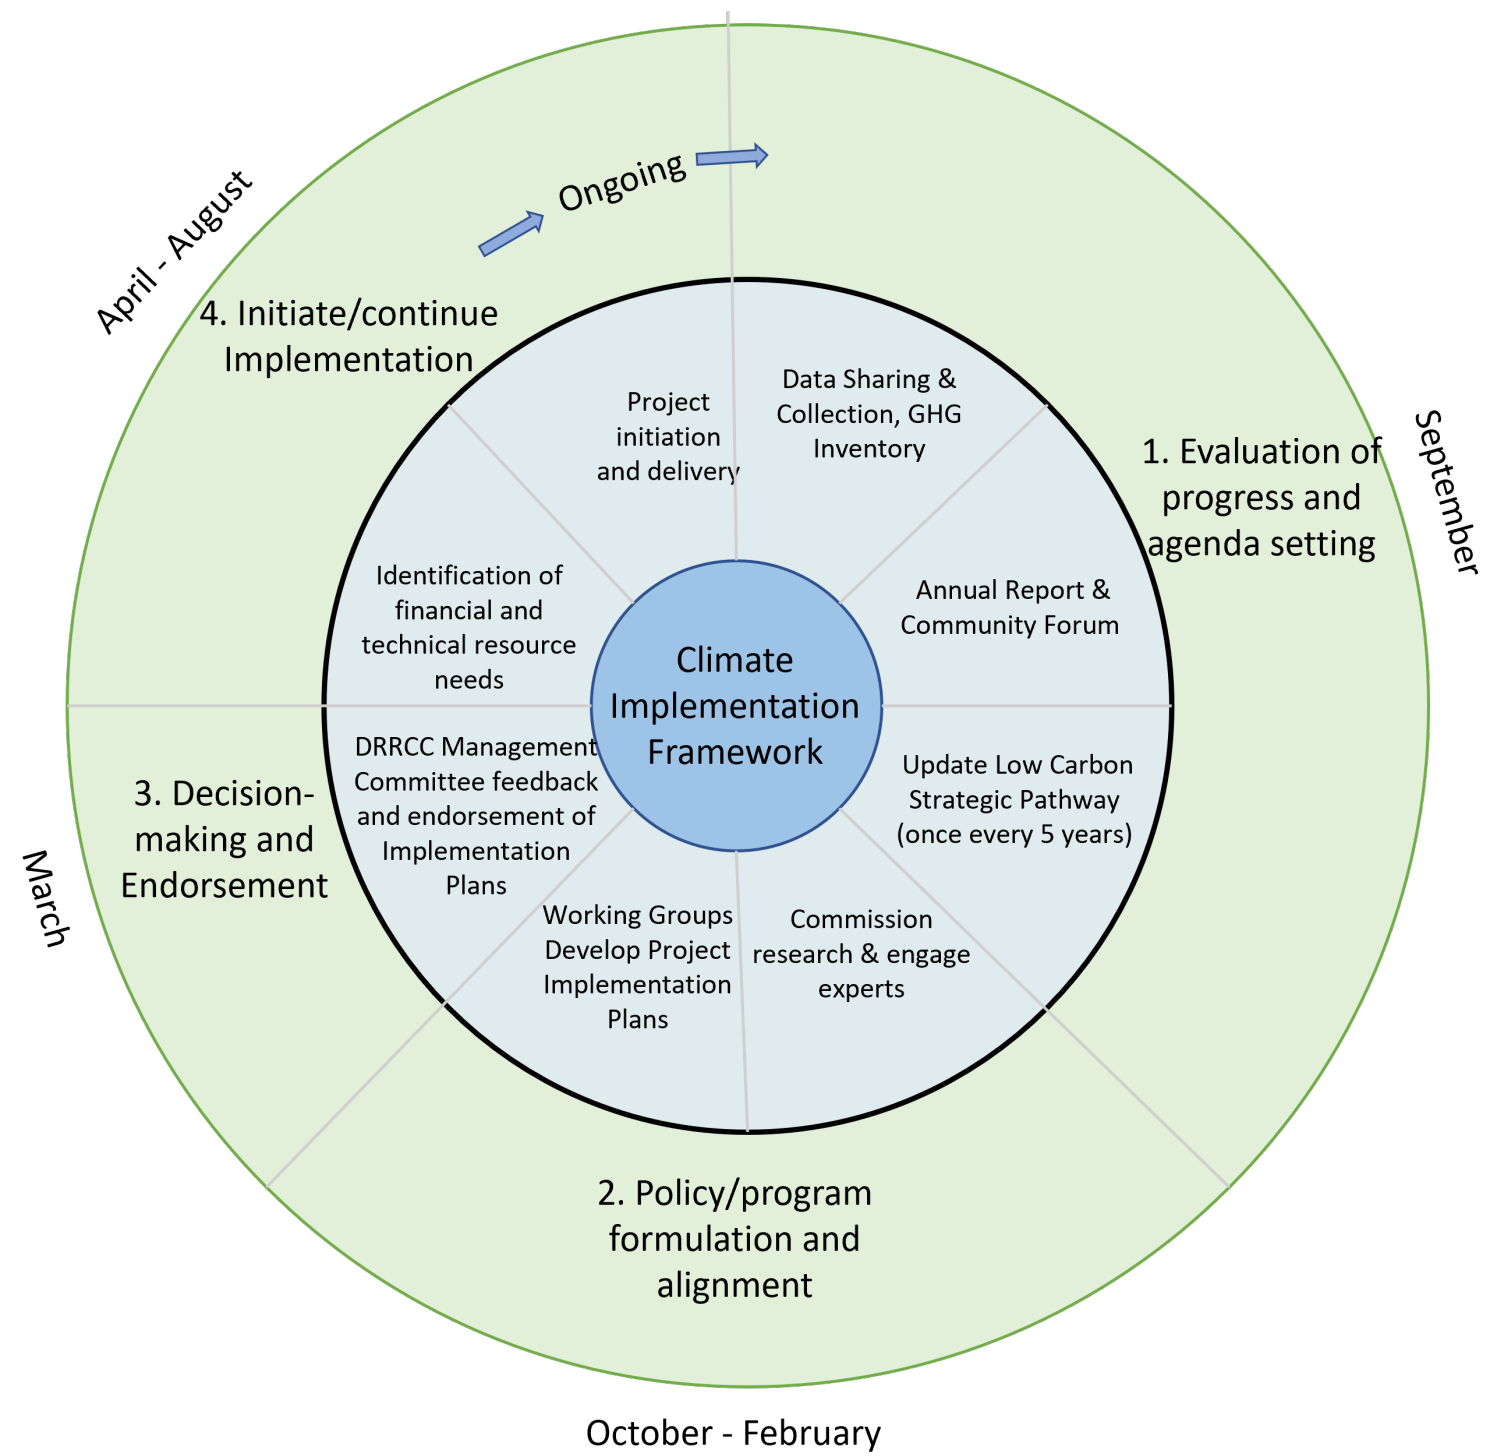 Climate
Implementation
Framework
1. Evaluation of
progress and
agenda setting
September
Data Sharing &
Collection, GHG
Inventory
Annual Report &
Community Forum
Update Low Carbon
Strategic Pathway
(once every 5 years)
2. Policy/program
formulation and
alignment
October - February
Commission
research & engage
experts
Working Groups
Develop Project
Implementation
Plans
3. Decision-
making and
Endorsement
March
DRRCC Management
Committee feedback
and endorsement of
Implementation
Plans
4. Initiate/continue
Implementation
April - August
Identification of
financial and
technical resource
needs
Project
initiation
and delivery
Ongoing